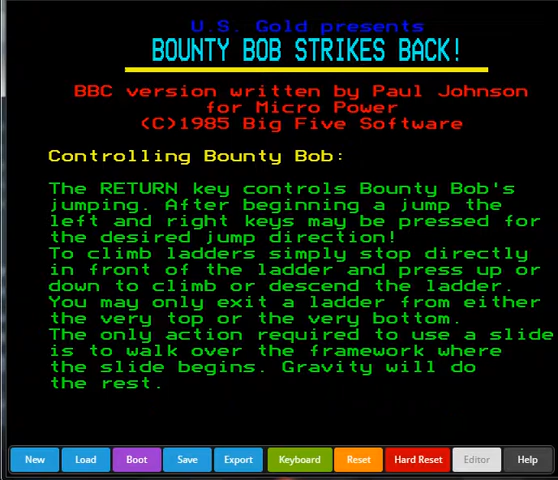 U.S. Gold presents
BOUNTY BOB STRIKES BACK!
BBC version written by Paul Johnson
for Micro Power
(C)1985 Big Five Software
Controlling Bounty Bob:
The RETURN key controls Bounty Bob's
jumping. After beginning a jump the
left and right keys may be pressed for
the desired jump direction!
To climb ladders simply stop directly
in front of the ladder and press up or
down to climb or descend the ladder.
You may only exit a ladder from either
the very top or the very bottom.
The only action required to use a slide
is to walk over the framework where
the slide begins. Gravity will do
the rest.
New Load Boot Save Export Keyboard Reset Hard Reset Editor Help